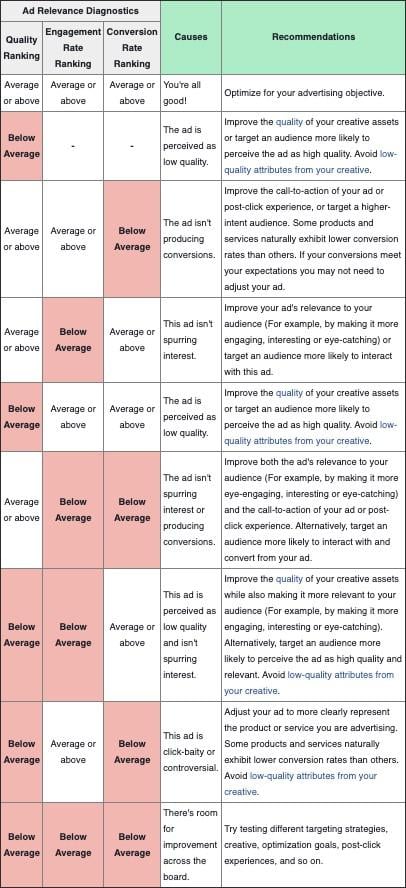 Ad Relevance Diagnostics
Quality
Ranking
Engagement
Rate
Ranking
Conversion
Rate
Ranking
Causes
Recommendations
Average
or above
Average or
above
Average or
above
You're all
good!
Optimize for your advertising objective.
Below
Average
-
-
The ad is
perceived as
low quality.
Improve the quality of your creative assets
or target an audience more likely to
perceive the ad as high quality. Avoid low-
quality attributes from your creative.
Average
or above
Average or
above
Below
Average
The ad isn't
producing
conversions.
Improve the call-to-action of your ad or
post-click experience, or target a higher-
intent audience. Some products and
services naturally exhibit lower conversion
rates than others. If your conversions meet
your expectations you may not need to
adjust your ad.
Average
or above
Below
Average
Average or
above
This ad isn't
spurring
interest.
Improve your ad's relevance to your
audience (For example, by making it more
engaging, interesting or eye-catching) or
target an audience more likely to interact
with this ad.
Below
Average
Average or
above
Average or
above
The ad is
perceived as
low quality.
Improve the quality of your creative assets
or target an audience more likely to
perceive the ad as high quality. Avoid low-
quality attributes from your creative.
Average
or above
Below
Average
Below
Average
The ad isn't
spurring
interest or
producing
conversions.
Improve both the ad's relevance to your
audience (For example, by making it more
eye-engaging, interesting or eye-catching)
and the call-to-action of your ad or post-
click experience. Alternatively, target an
audience more likely to interact with and
convert from your ad.
Below
Average
Below
Average
Average or
above
This ad is
perceived as
low quality
and isn't
spurring
interest.
Improve the quality of your creative assets
while also making it more relevant to your
audience (For example, by making it more
engaging, interesting or eye-catching).
Alternatively, target an audience more
likely to perceive the ad as high quality and
relevant. Avoid low-quality attributes from
your creative.
Below
Average
Average or
above
Below
Average
This ad is
click-baity or
controversial.
Adjust your ad to more clearly represent
the product or service you are advertising.
Some products and services naturally
exhibit lower conversion rates than others.
Avoid low-quality attributes from your
creative.
Below
Average
Below
Average
Below
Average
There's room
for
improvement
across the
board.
Try testing different targeting strategies,
creative, optimization goals, post-click
experiences, and so on.